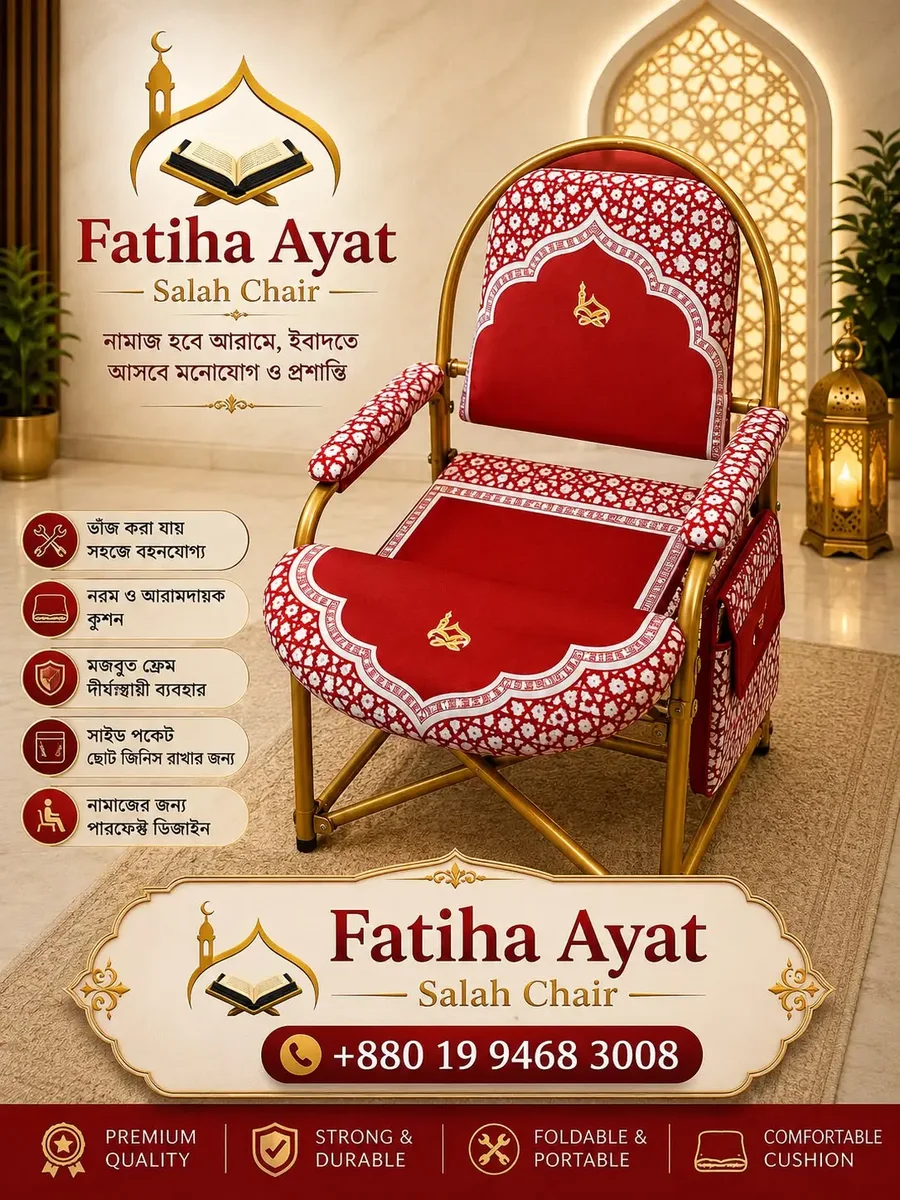 Fatiha Ayat
Salah Chair
নামাজ হবে আরামে, ইবাদতে
আসবে মনোযোগ ও প্রশান্তি
ভাঁজ করা যায়
সহজে বহনযোগ্য
নরম ও আরামদায়ক
কুশন
মজবুত ফ্রেম
দীর্ঘস্থায়ী ব্যবহার
সাইড পকেট
ছোট জিনিস রাখার জন্য
নামাজের জন্য
পারফেক্ট ডিজাইন
Fatiha Ayat
Salah Chair
+880 19 9468 3008
PREMIUM
QUALITY
STRONG &
DURABLE
FOLDABLE &
PORTABLE
COMFORTABLE
CUSHION